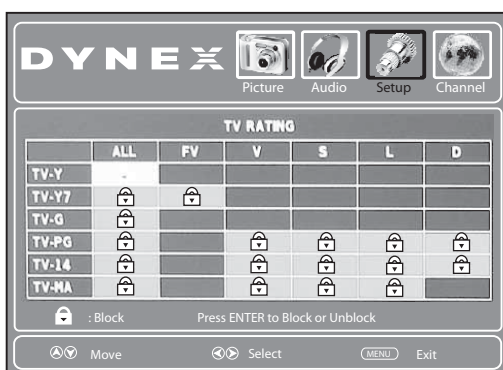 DYNEX
Picture Audio Setup Channel
TV RATING
ALL FV V S L D
TV-Y
TV-Y7
TV-G
TV-PG
TV-14
TV-MA
: Block Press ENTER to Block or Unblock
Move Select MENU Exit